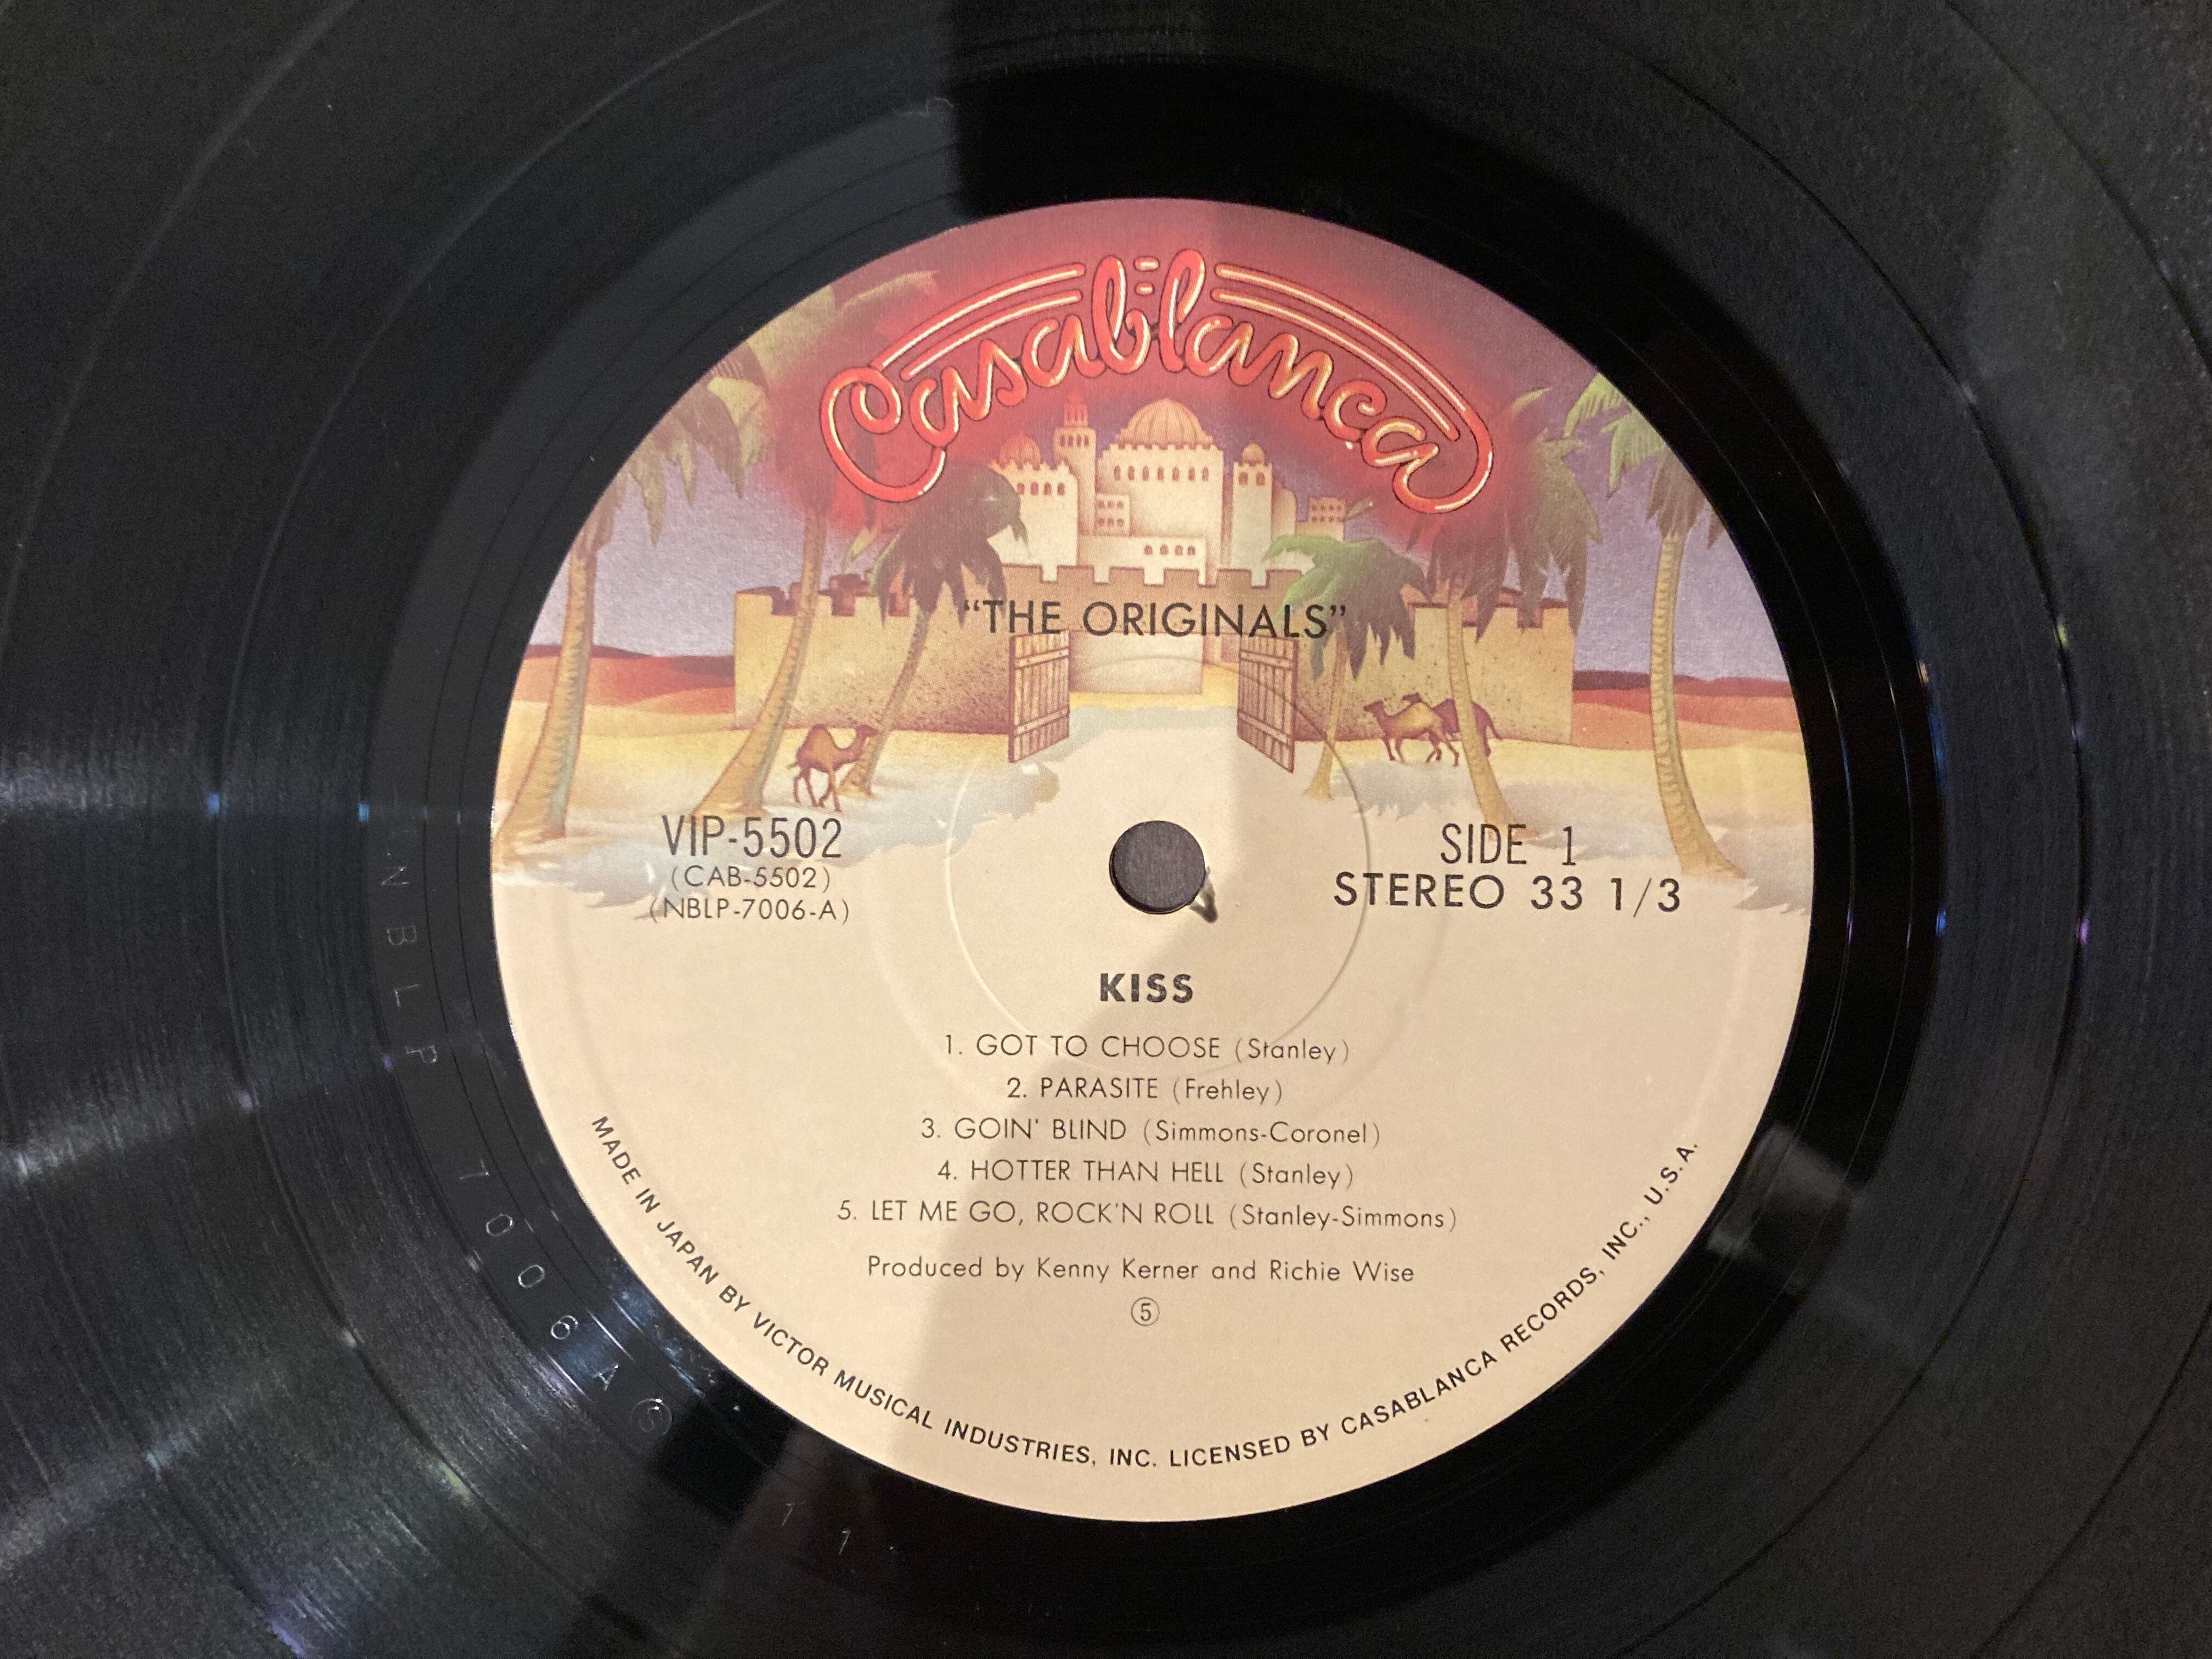 Casablanca
"THE ORIGINALS"
VIP-5502
(CAB-5502)
(NBLP-7006-A)
SIDE 1
STEREO 33 1/3
KISS
1. GOT TO CHOOSE (Stanley)
2. PARASITE (Frehley)
3. GOIN' BLIND (Simmons-Coronel)
4. HOTTER THAN HELL (Stanley)
5. LET ME GO, ROCK'N ROLL (Stanley-Simmons)
Produced by Kenny Kerner and Richie Wise
⑤
MADE IN JAPAN BY VICTOR MUSICAL INDUSTRIES, INC. LICENSED BY CASABLANCA RECORDS, INC., U.S.A.
NBLP 7006 A
1 1